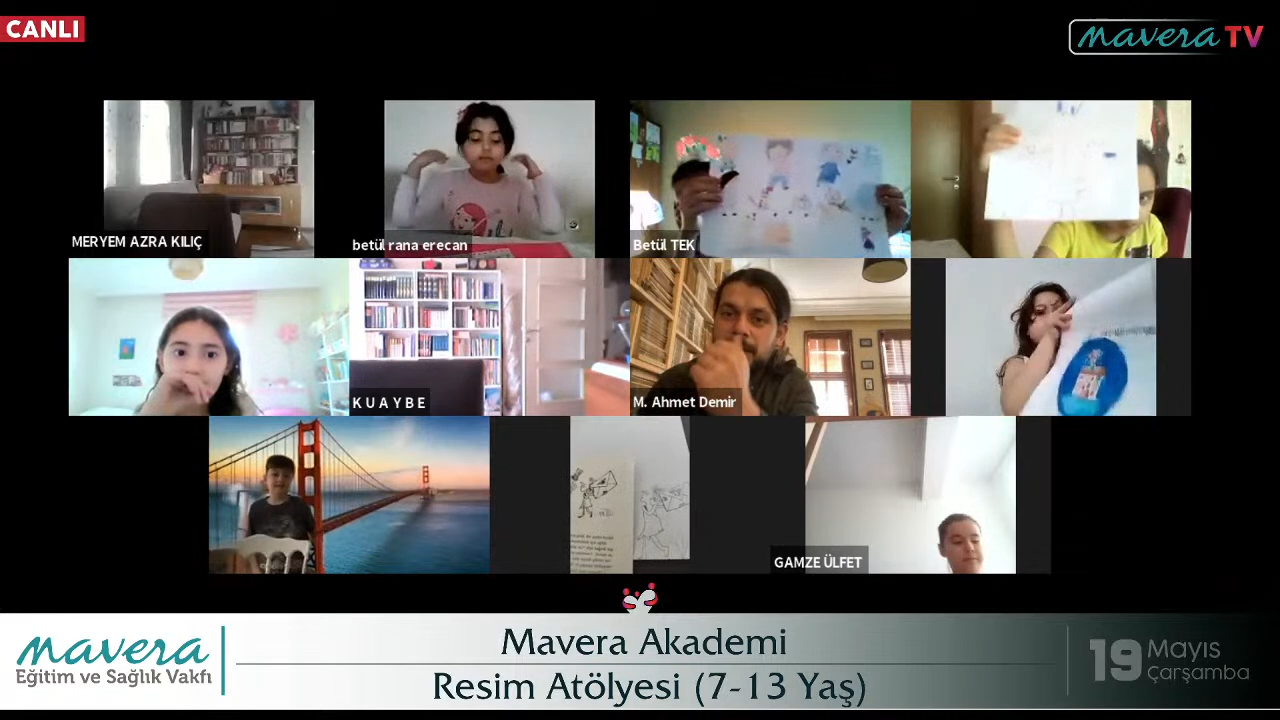 CANLI
mavera TV
MERYEM AZRA KILIÇ
betül rana erecan
Betül TEK
K U A Y B E
M. Ahmet Demir
GAMZE ÜLFET
mavera
Eğitim ve Sağlık Vakfı
Mavera Akademi
Resim Atölyesi (7-13 Yaş)
19 Mayıs
Çarşamba